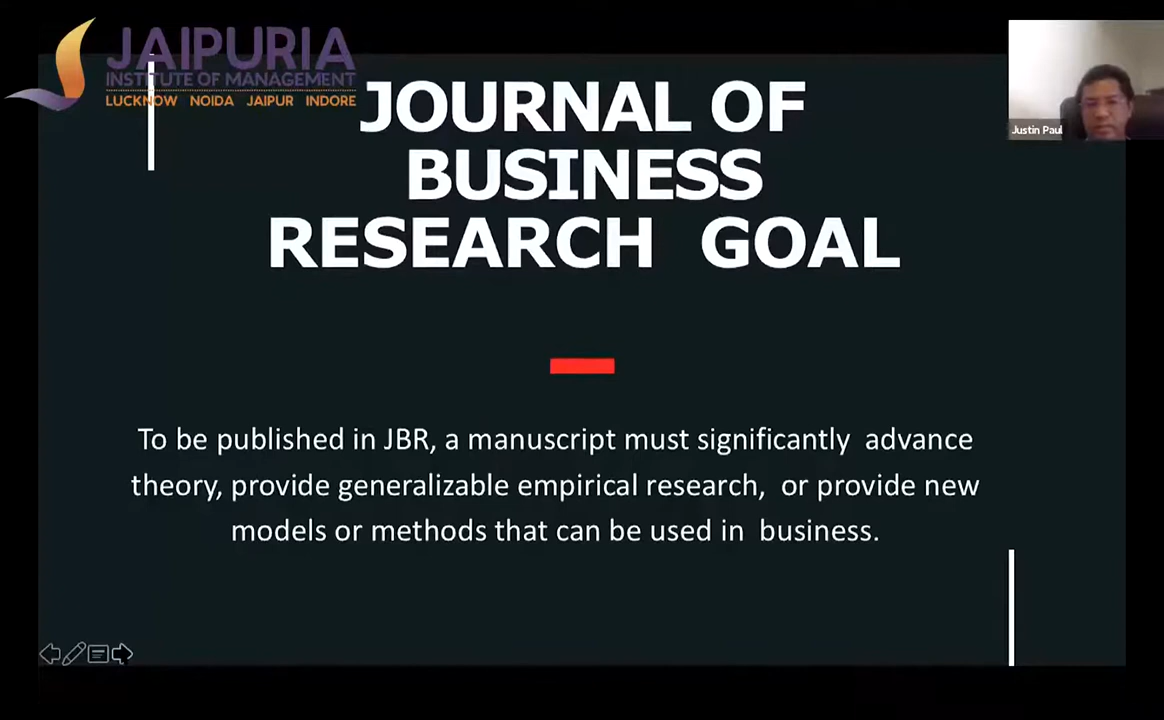 JAIPURIA
INSTITUTE OF MANAGEMENT
LUCKNOW NOIDA JAIPUR INDORE
JOURNAL OF
BUSINESS
RESEARCH GOAL
Justin Paul
To be published in JBR, a manuscript must significantly advance
theory, provide generalizable empirical research, or provide new
models or methods that can be used in business.